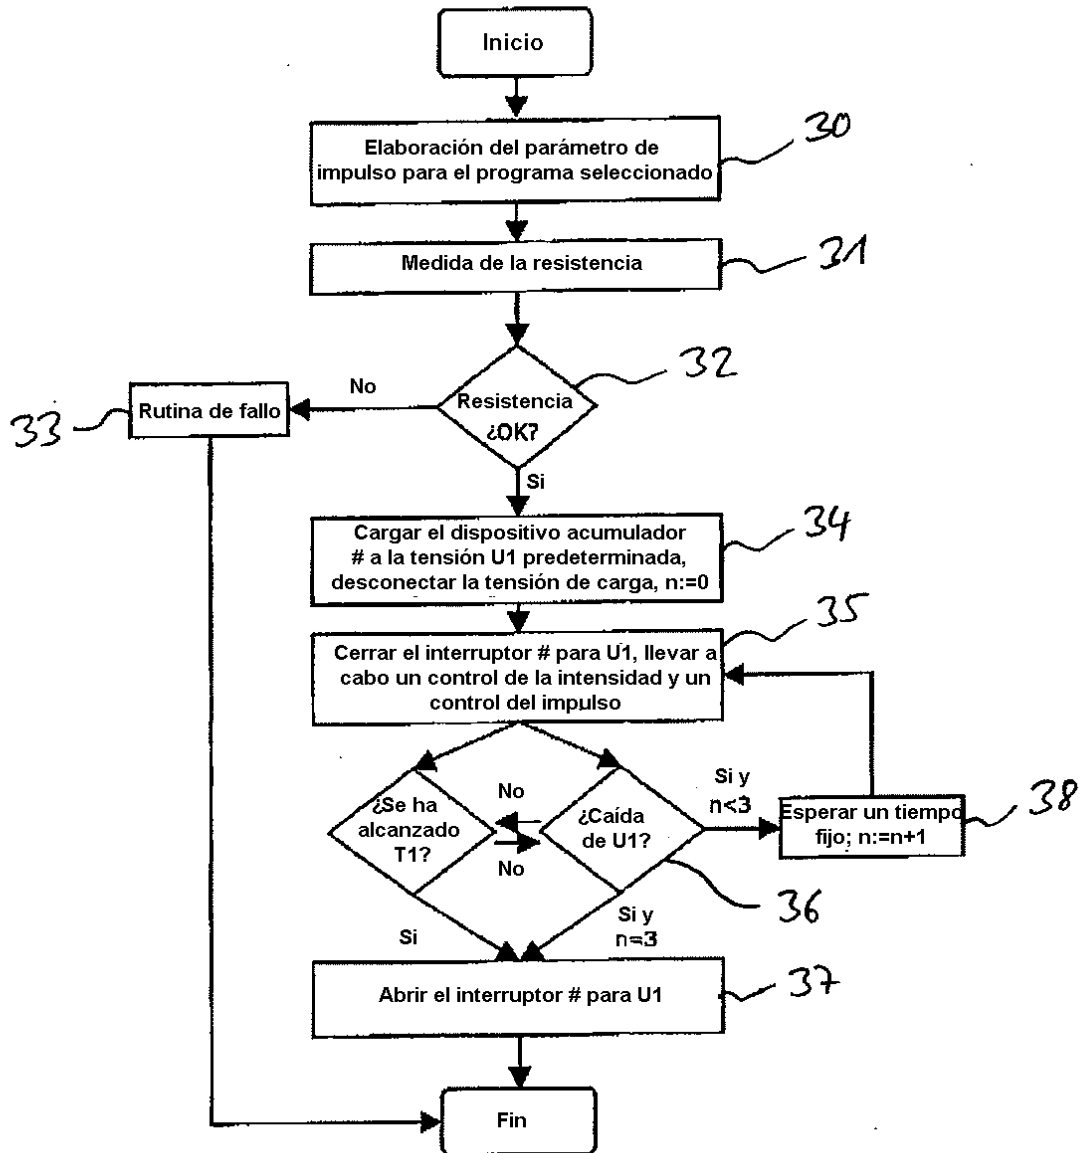 Inicio
Elaboración del parámetro de
impulso para el programa seleccionado
30
Medida de la resistencia
31
Resistencia
¿OK?
32
No
Rutina de fallo
33
Si
Cargar el dispositivo acumulador
# a la tensión U1 predeterminada,
desconectar la tensión de carga, n:=0
34
Cerrar el interruptor # para U1, llevar a
cabo un control de la intensidad y un
control del impulso
35
¿Se ha
alcanzado
T1?
No
No
¿Caída
de U1?
36
Si y
n<3
Esperar un tiempo
fijo; n:=n+1
38
Si
Si y
n=3
Abrir el interruptor # para U1
37
Fin